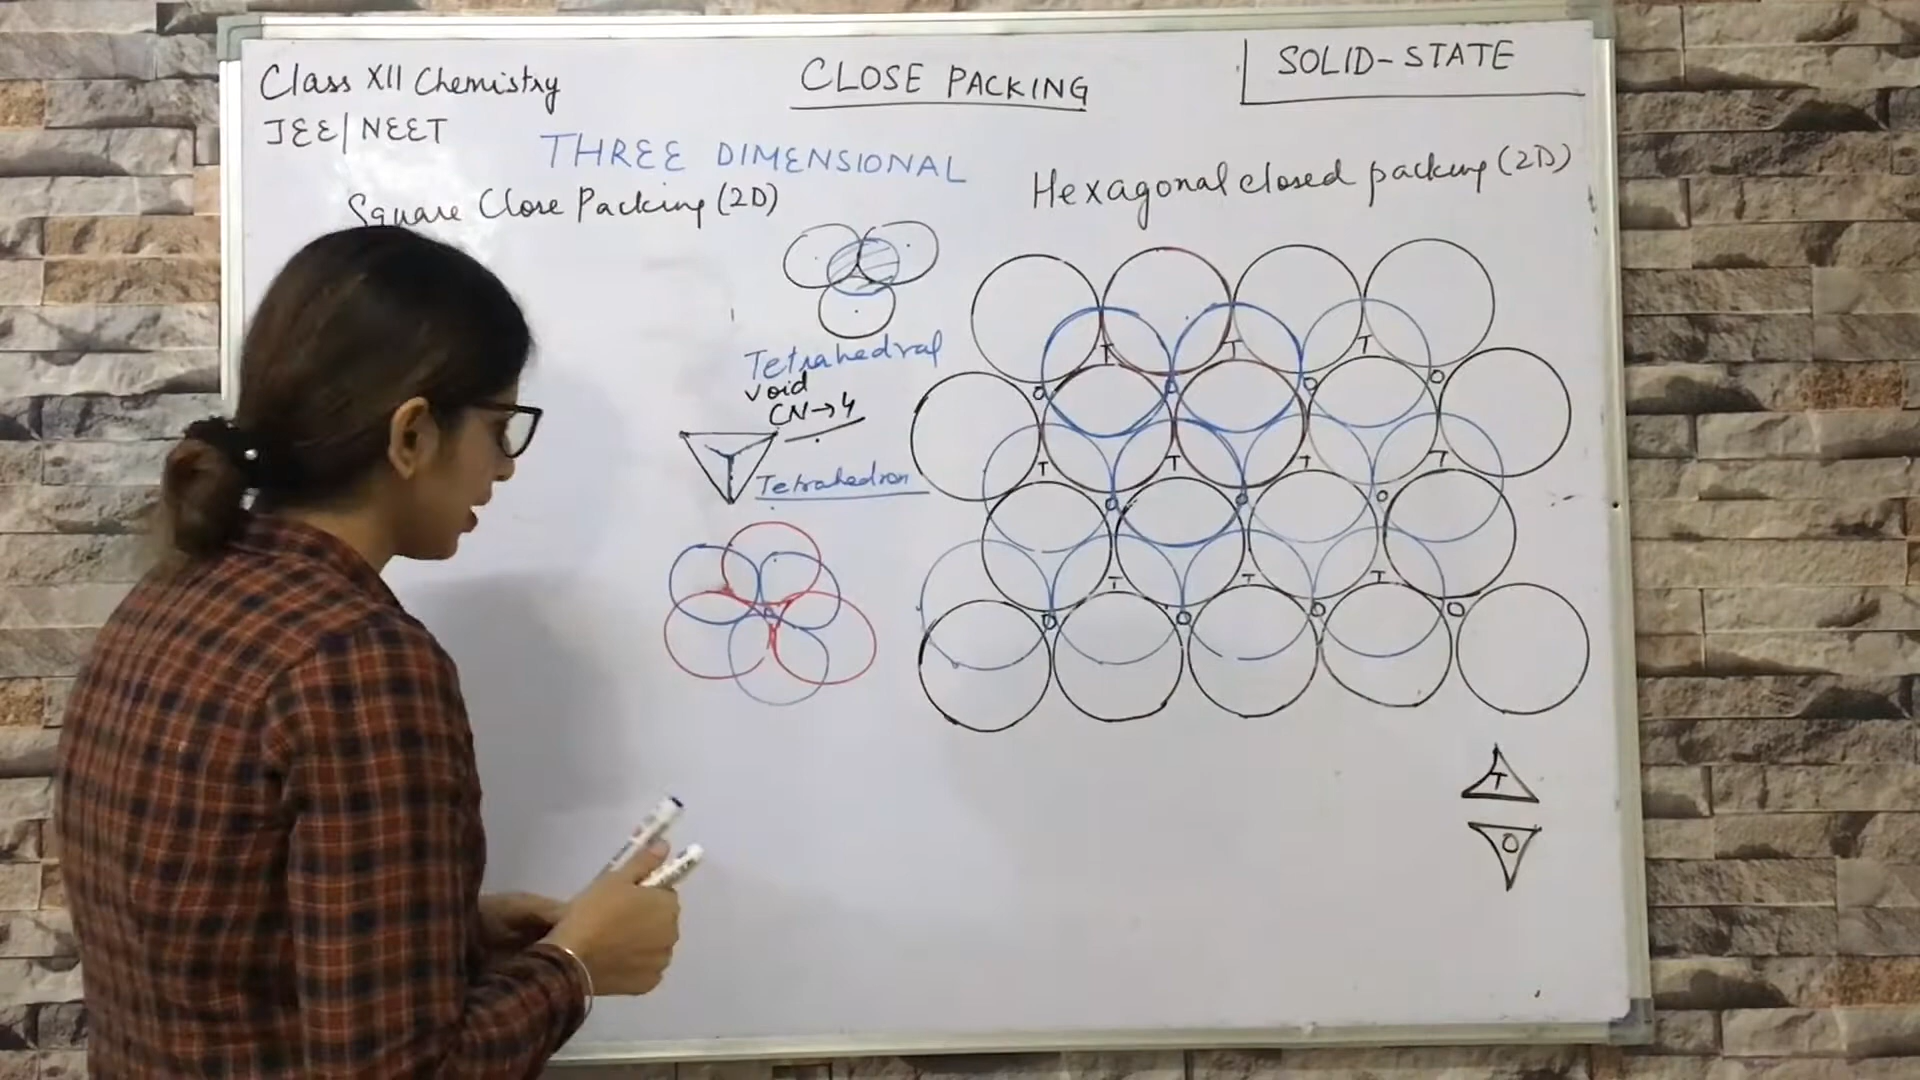 Class XII Chemistry
JEE/NEET
CLOSE PACKING
SOLID-STATE
THREE DIMENSIONAL
Square Close Packing (2D)
Hexagonal closed packing (2D)
Tetrahedral
void
CN→4
Tetrahedron
T T T
O O O O
T T T T
O O O
T T T
O O O O
T
O